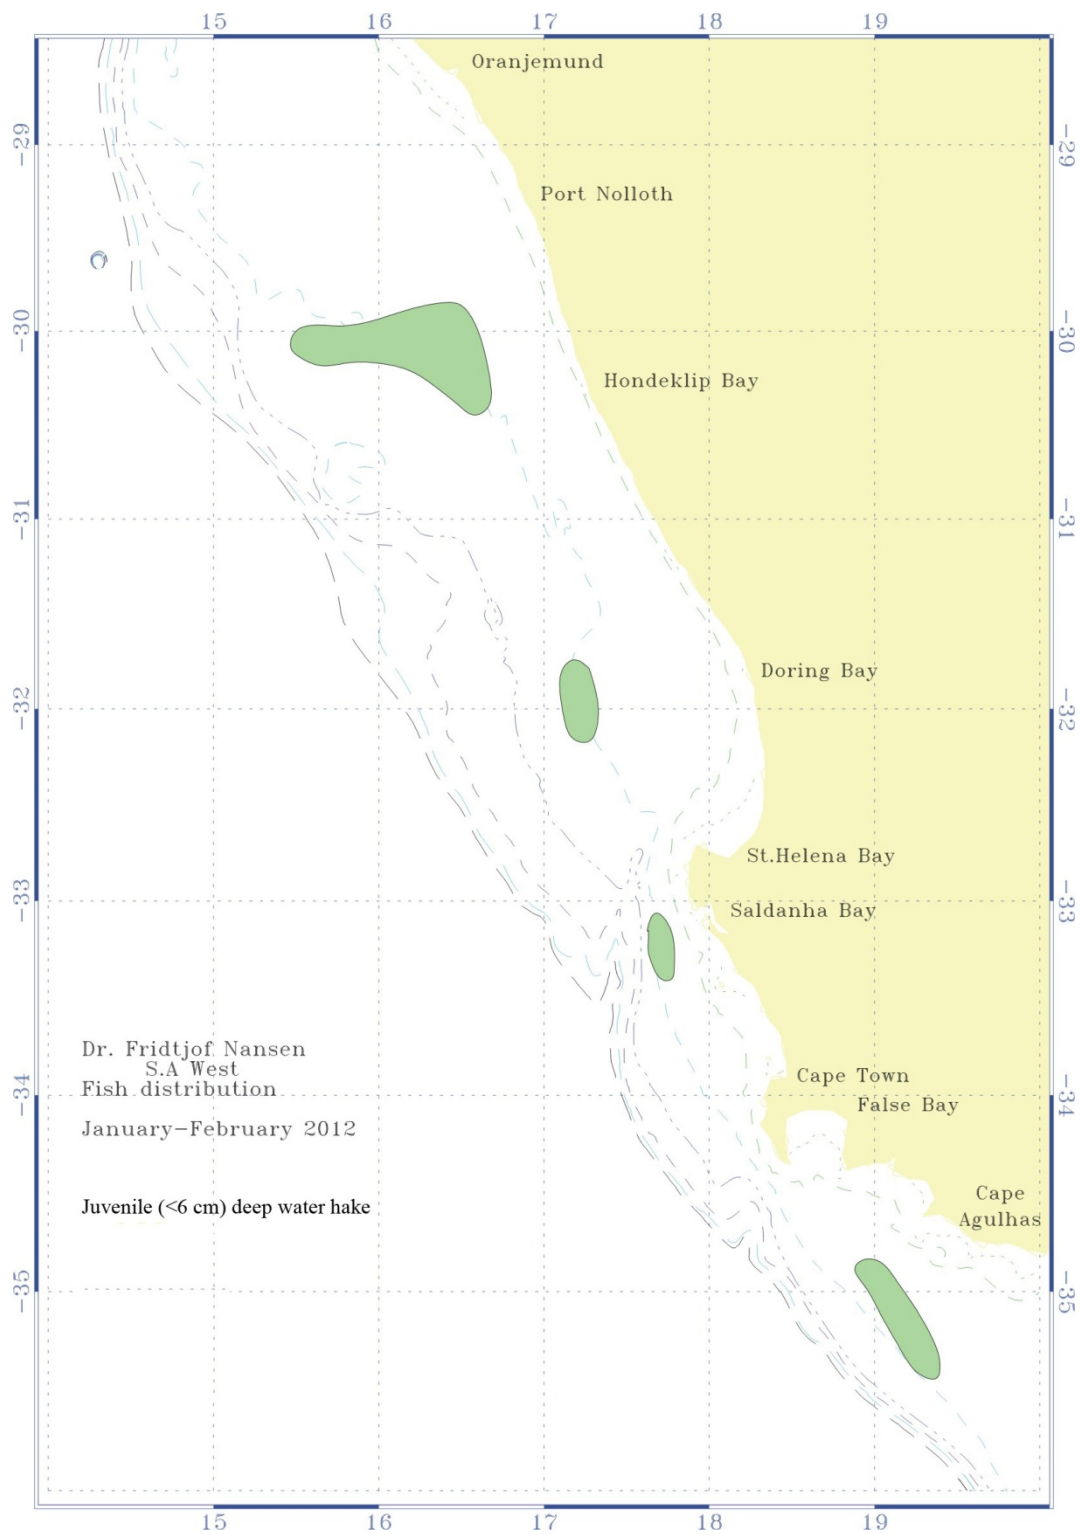 15 16 17 18 19
Oranjemund
-29 -29
Port Nolloth
-30 -30
Hondeklip Bay
-31 -31
Doring Bay
-32 -32
St.Helena Bay
-33 -33
Saldanha Bay
Dr. Fridtjof Nansen
S.A West
Fish distribution
January-February 2012
Cape Town
-34 -34
False Bay
Juvenile (<6 cm) deep water hake
Cape
Agulhas
-35 -35
15 16 17 18 19